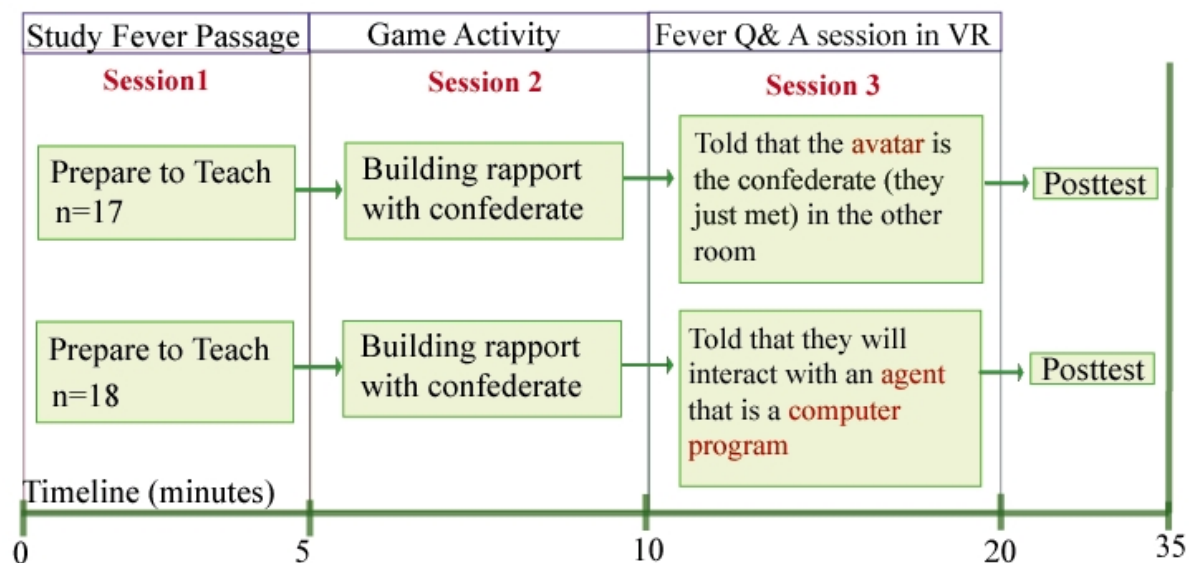 Study Fever Passage
Game Activity
Fever Q& A session in VR
Session1
Session 2
Session 3
Prepare to Teach
n=17
Building rapport
with confederate
Told that the avatar is
the confederate (they
just met) in the other
room
Posttest
Prepare to Teach
n=18
Building rapport
with confederate
Told that they will
interact with an agent
that is a computer
program
Posttest
Timeline (minutes)
0
5
10
20
35